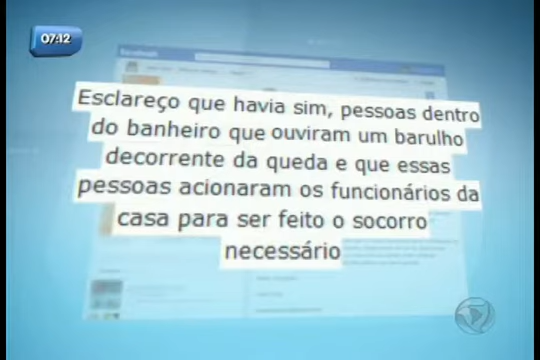 07:12
Esclareço que havia sim, pessoas dentro
do banheiro que ouviram um barulho
decorrente da queda e que essas
pessoas acionaram os funcionários da
casa para ser feito o socorro
necessário